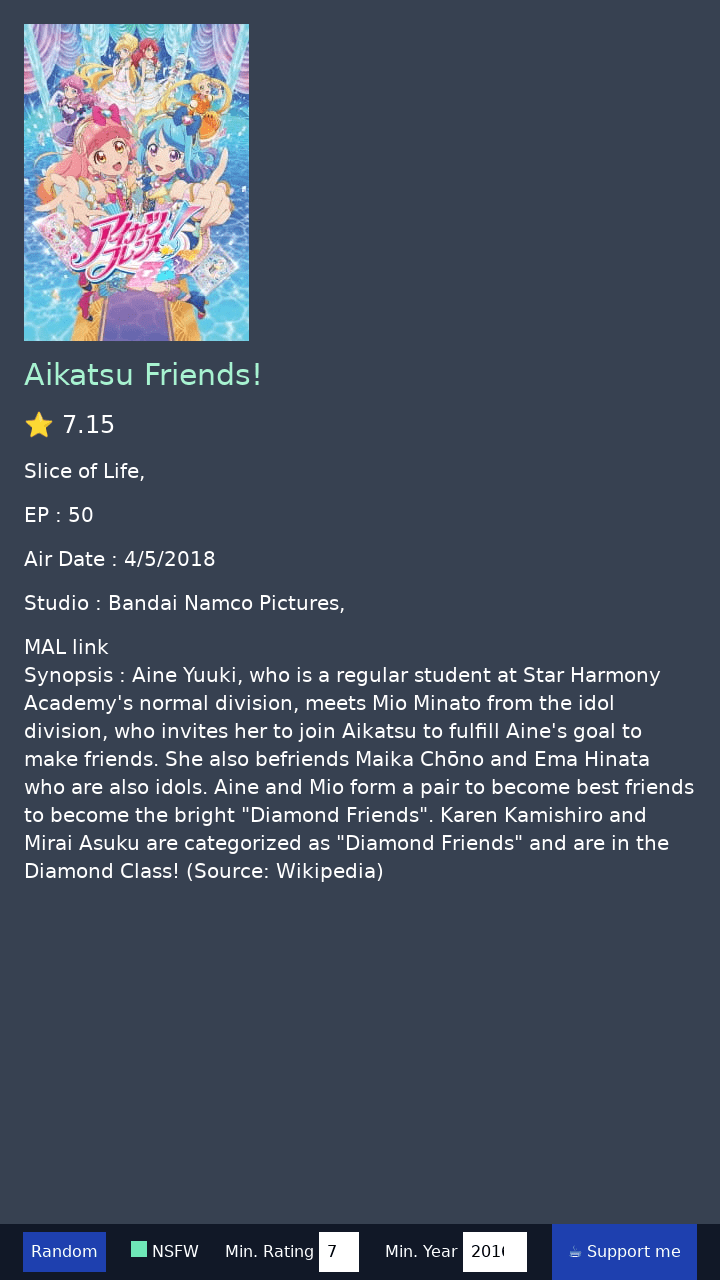 アイカツ!
フレンズ
Aikatsu Friends!
⭐ 7.15
Slice of Life,
EP : 50
Air Date : 4/5/2018
Studio : Bandai Namco Pictures,
MAL link
Synopsis : Aine Yuuki, who is a regular student at Star Harmony
Academy's normal division, meets Mio Minato from the idol
division, who invites her to join Aikatsu to fulfill Aine's goal to
make friends. She also befriends Maika Chōno and Ema Hinata
who are also idols. Aine and Mio form a pair to become best friends
to become the bright "Diamond Friends". Karen Kamishiro and
Mirai Asuku are categorized as "Diamond Friends" and are in the
Diamond Class! (Source: Wikipedia)
Random NSFW Min. Rating 7 Min. Year 2016 ☕ Support me